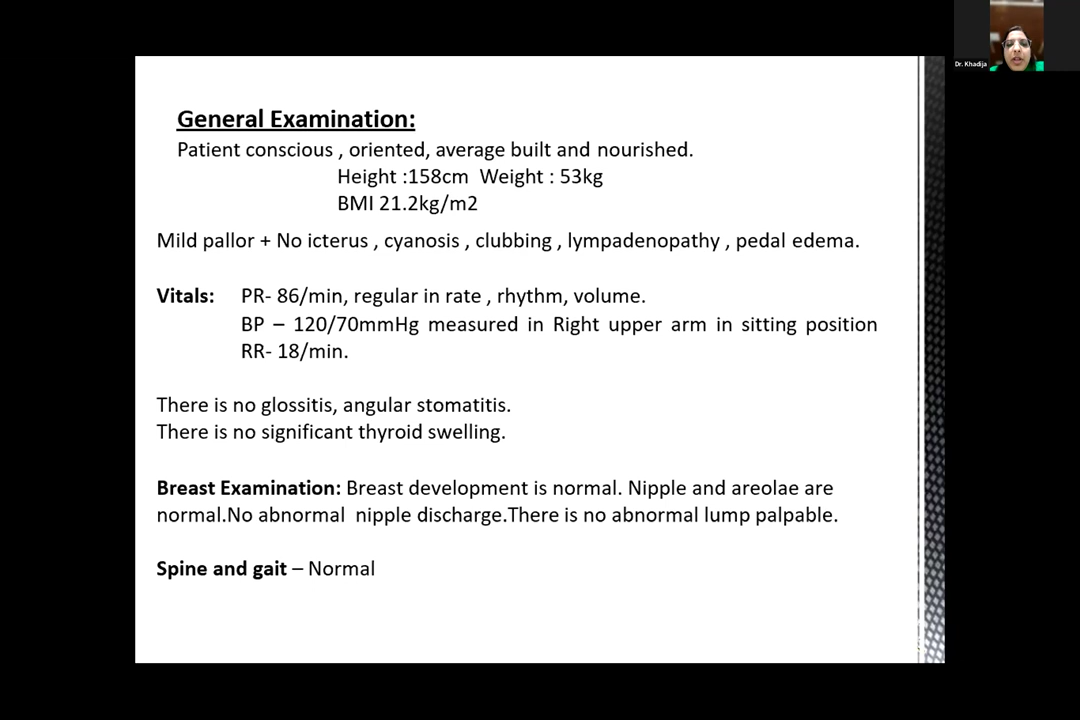 Dr. Khadija
General Examination:
Patient conscious , oriented, average built and nourished.
Height :158cm Weight : 53kg
BMI 21.2kg/m2
Mild pallor + No icterus , cyanosis , clubbing , lympadenopathy , pedal edema.
Vitals: PR- 86/min, regular in rate , rhythm, volume.
BP – 120/70mmHg measured in Right upper arm in sitting position
RR- 18/min.
There is no glossitis, angular stomatitis.
There is no significant thyroid swelling.
Breast Examination: Breast development is normal. Nipple and areolae are
normal.No abnormal nipple discharge.There is no abnormal lump palpable.
Spine and gait – Normal